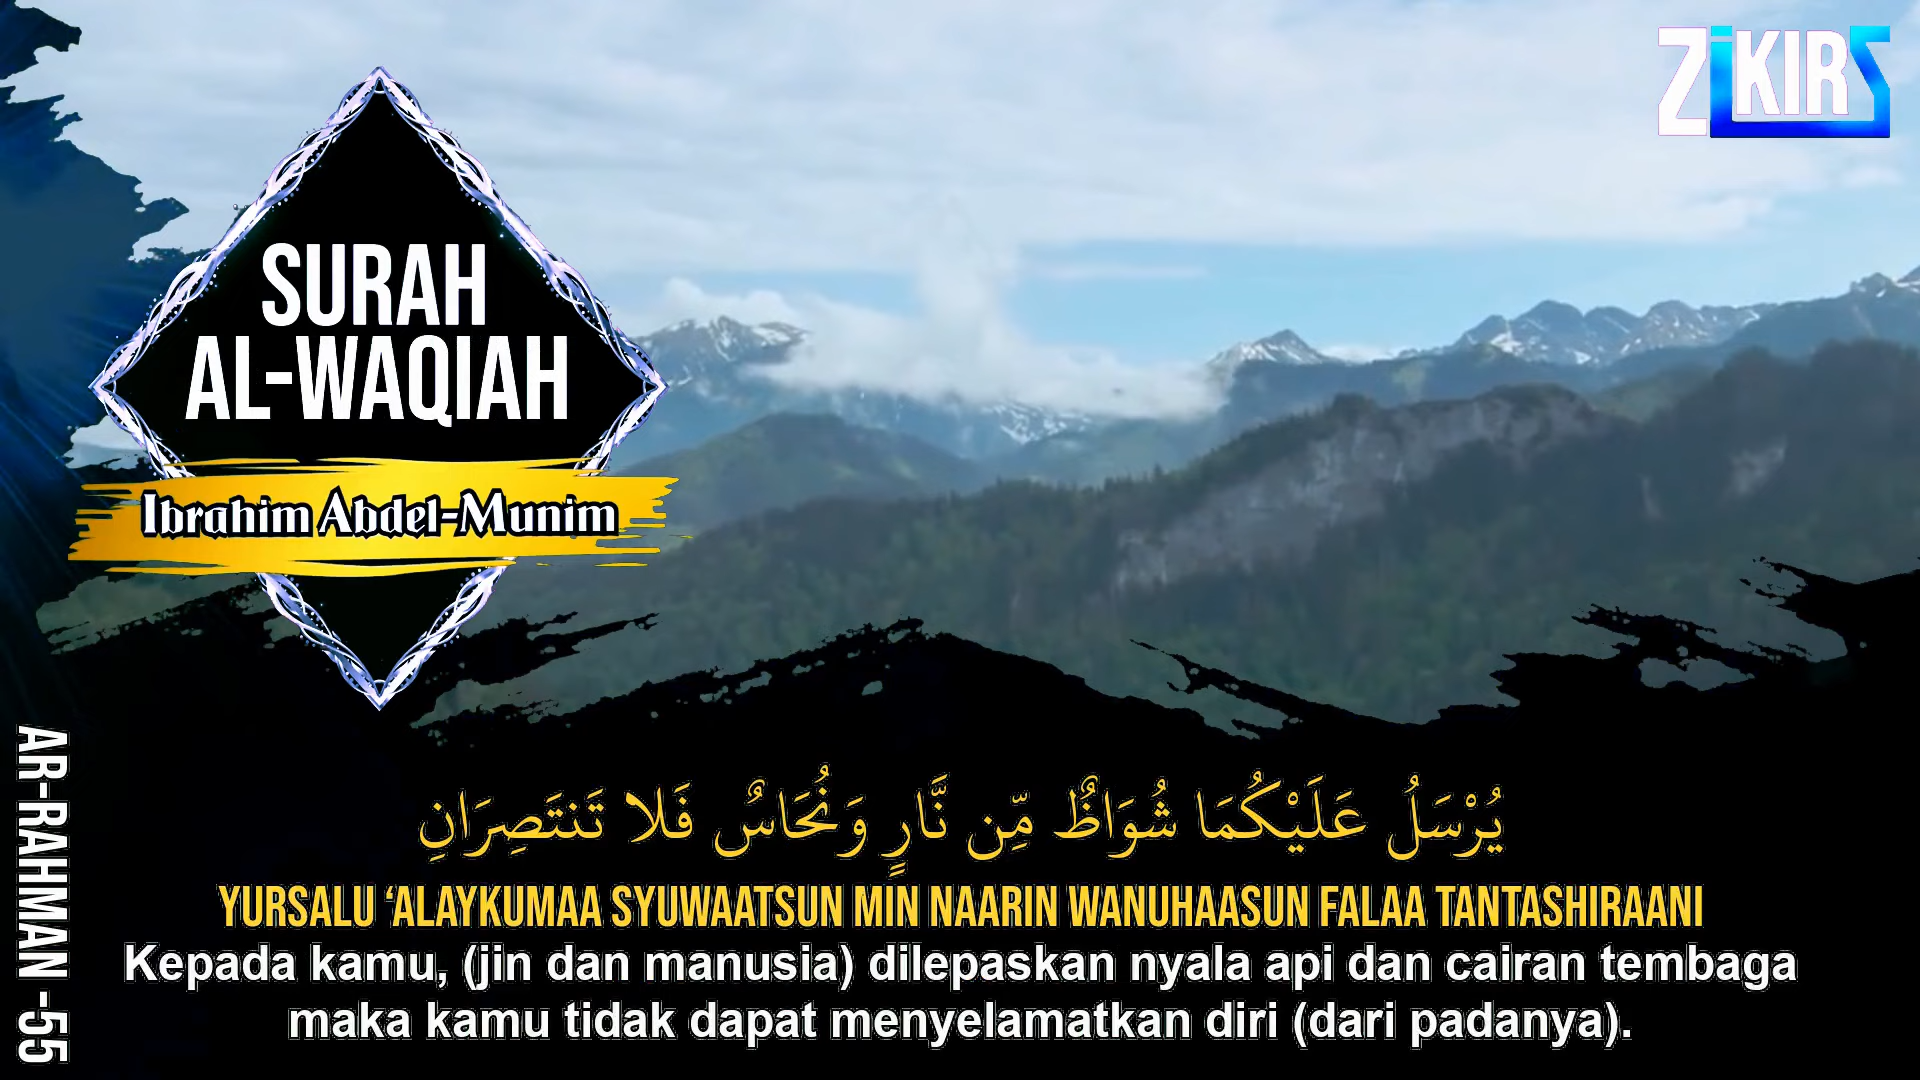 ZIKIRS
SURAH
AL-WAQIAH
Ibrahim Abdel-Munim
AR-RAHMAN -55
يُرْسَلُ عَلَيْكُمَا شُوَاظٌ مِّن نَّارٍ وَنُحَاسٌ فَلا تَنتَصِرَانِ
YURSALU ‘ALAYKUMAA SYUWAATSUN MIN NAARIN WANUHAASUN FALAA TANTASHIRAANI
Kepada kamu, (jin dan manusia) dilepaskan nyala api dan cairan tembaga
maka kamu tidak dapat menyelamatkan diri (dari padanya).